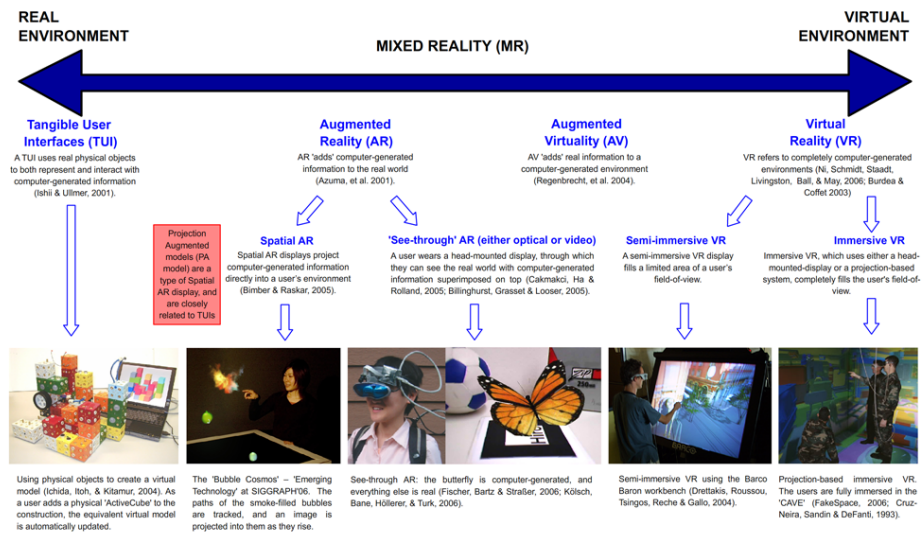 REAL
ENVIRONMENT
VIRTUAL
ENVIRONMENT
MIXED REALITY (MR)
Tangible User
Interfaces (TUI)
A TUI uses real physical objects
to both represent and interact with
computer-generated information
(Ishii & Ullmer, 2001).
Augmented
Reality (AR)
AR 'adds' computer-generated
information to the real world
(Azuma, et al. 2001).
Augmented
Virtuality (AV)
AV 'adds' real information to a
computer-generated environment
(Regenbrecht, et al. 2004).
Virtual
Reality (VR)
VR refers to completely computer-generated
environments (Ni, Schmidt, Staadt,
Livingston, Ball, & May, 2006; Burdea &
Coffet 2003)
Projection
Augmented
models (PA
model) are a
type of Spatial
AR display, and
are closely
related to TUIs
Spatial AR
Spatial AR displays project
computer-generated information
directly into a user's environment
(Bimber & Raskar, 2005).
'See-through' AR (either optical or video)
A user wears a head-mounted display, through which
they can see the real world with computer-generated
information superimposed on top (Cakmakci, Ha &
Rolland, 2005; Billinghurst, Grasset & Looser, 2005).
Semi-immersive VR
A semi-immersive VR display
fills a limited area of a user's
field-of-view.
Immersive VR
Immersive VR, which uses either a head-
mounted-display or a projection-based
system, completely fills the user's field-of-
view.
Using physical objects to create a virtual
model (Ichida, Itoh, & Kitamur, 2004). As
a user adds a physical 'ActiveCube' to the
construction, the equivalent virtual model
is automatically updated.
The 'Bubble Cosmos' – 'Emerging
Technology' at SIGGRAPH'06. The
paths of the smoke-filled bubbles
are tracked, and an image is
projected into them as they rise.
See-through AR: the butterfly is computer-generated, and
everything else is real (Fischer, Bartz & Straßer, 2006; Kölsch,
Bane, Höllerer, & Turk, 2006).
Semi-immersive VR using the Barco
Baron workbench (Drettakis, Roussou,
Tsingos, Reche & Gallo, 2004).
Projection-based immersive VR.
The users are fully immersed in the
'CAVE' (FakeSpace, 2006; Cruz-
Neira, Sandin & DeFanti, 1993).